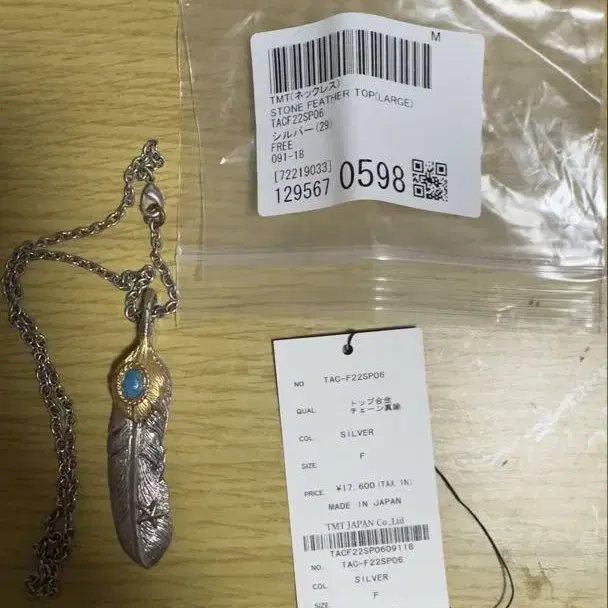 M
TMT(ネックレス)
STONE FEATHER TOP(LARGE)
TACF22SP06
シルバー(29)
FREE
091-18
[72219033]
129567 0598
NO TAC-F22SP06
QUAL トップ合金
チェーン真鍮
COL SILVER
SIZE F
PRICE ¥17,600(TAX IN)
MADE IN JAPAN
TMT JAPAN Co.,Ltd
TACF22SP0609116
NO. TAC-F22SP06
COL SILVER
SIZE F